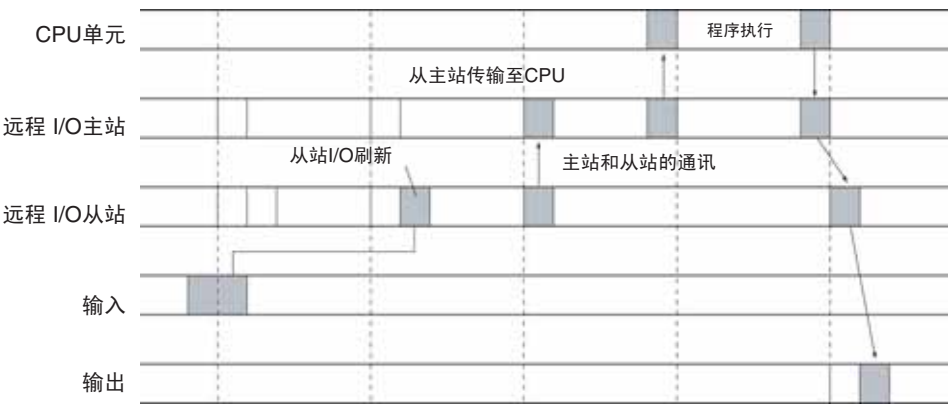 CPU单元
程序执行
从主站传输至CPU
远程 I/O主站
从站I/O刷新
主站和从站的通讯
远程 I/O从站
输入
输出